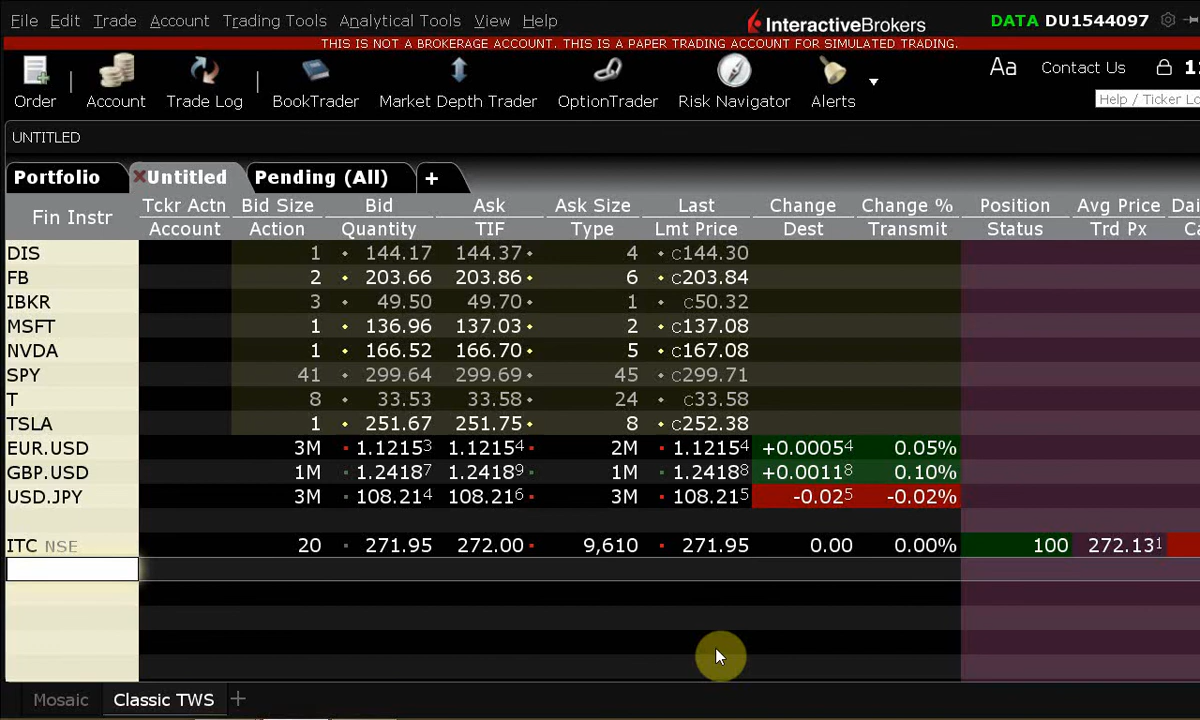 File Edit Trade Account Trading Tools Analytical Tools View Help InteractiveBrokers DATA DU1544097
THIS IS NOT A BROKERAGE ACCOUNT. THIS IS A PAPER TRADING ACCOUNT FOR SIMULATED TRADING.
Order Account Trade Log BookTrader Market Depth Trader OptionTrader Risk Navigator Alerts Aa Contact Us
Help / Ticker
UNTITLED
Portfolio Untitled Pending (All) +
Fin Instr Tckr Actn Bid Size Bid Ask Ask Size Last Change Change % Position Avg Price
Account Action Quantity TIF Type Lmt Price Dest Transmit Status Trd Px
DIS 1 144.17 144.37 4 c144.30
FB 2 203.66 203.86 6 c203.84
IBKR 3 49.50 49.70 1 c50.32
MSFT 1 136.96 137.03 2 c137.08
NVDA 1 166.52 166.70 5 c167.08
SPY 41 299.64 299.69 45 c299.71
T 8 33.53 33.58 24 c33.58
TSLA 1 251.67 251.75 8 c252.38
EUR.USD 3M 1.12153 1.12154 2M 1.12154 +0.00054 0.05%
GBP.USD 1M 1.24187 1.24189 1M 1.24188 +0.00118 0.10%
USD.JPY 3M 108.214 108.216 3M 108.215 -0.025 -0.02%
ITC NSE 20 271.95 272.00 9,610 271.95 0.00 0.00% 100 272.131
Mosaic Classic TWS +